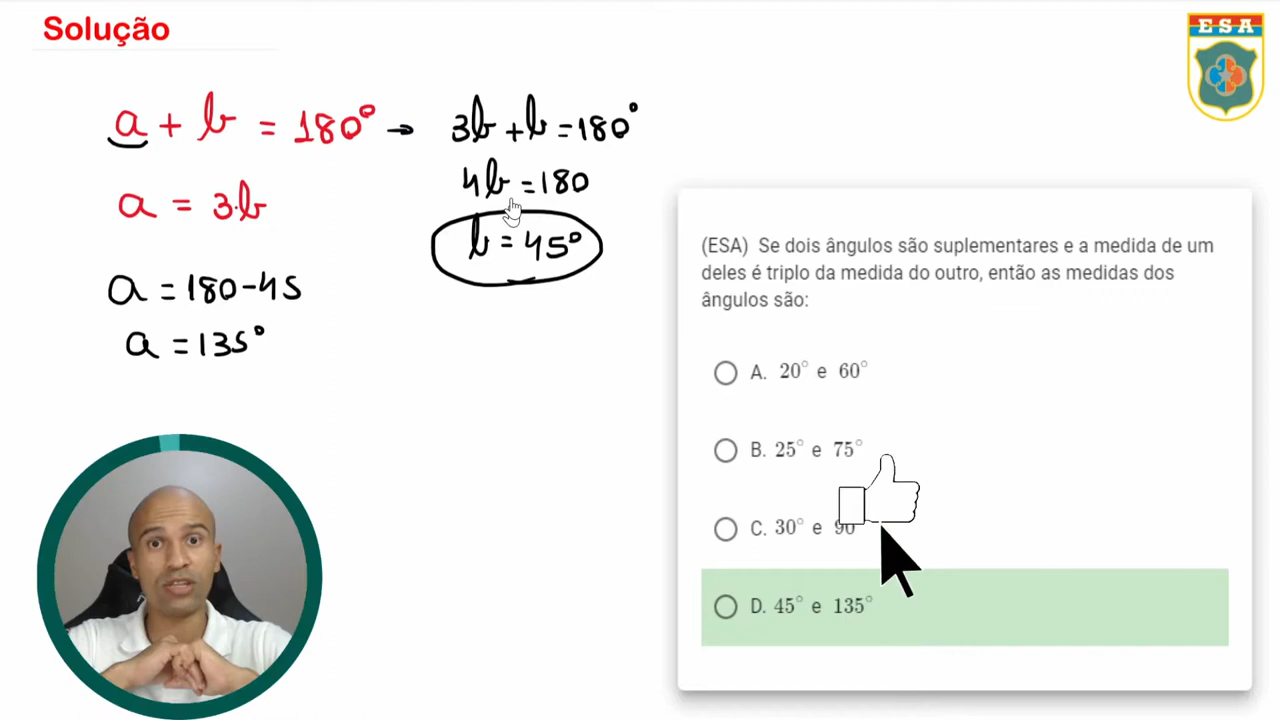 Solução
ESA
a + b = 180° → 3b + b = 180°
4b = 180
a = 3.b
b = 45°
a = 180 - 45
a = 135°
(ESA) Se dois ângulos são suplementares e a medida de um
deles é triplo da medida do outro, então as medidas dos
ângulos são:
A. 20° e 60°
B. 25° e 75°
C. 30° e 90
D. 45° e 135°